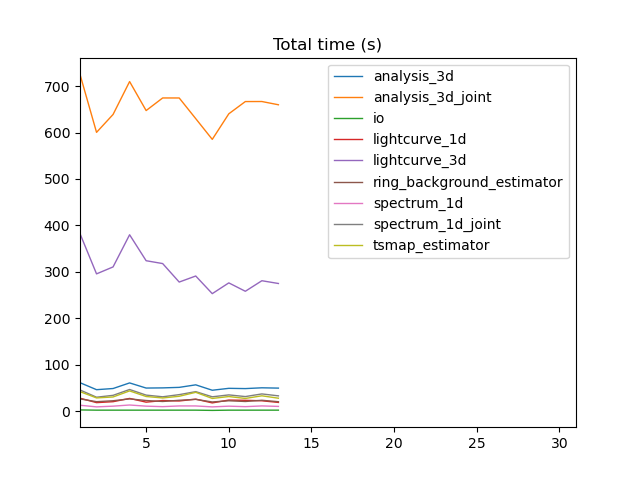 Total time (s)
analysis_3d
analysis_3d_joint
io
lightcurve_1d
lightcurve_3d
ring_background_estimator
spectrum_1d
spectrum_1d_joint
tsmap_estimator
700
600
500
400
300
200
100
0
5 10 15 20 25 30